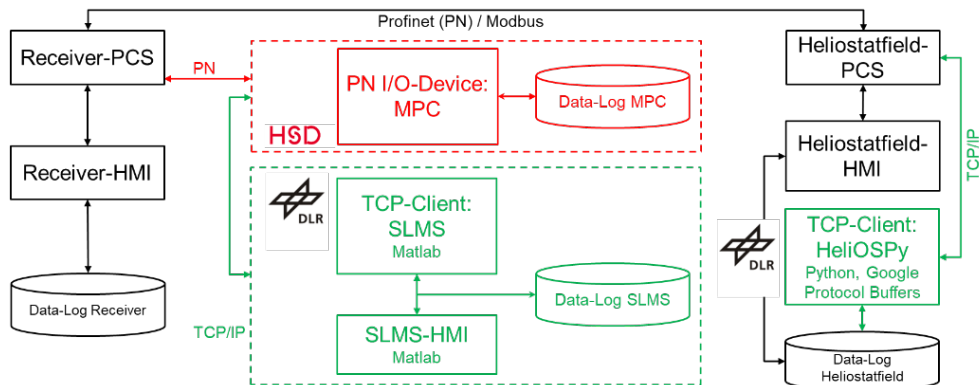 Profinet (PN) / Modbus
Receiver-PCS
PN
PN I/O-Device:
MPC
Data-Log MPC
HSD
Heliostatfield-
PCS
Receiver-HMI
Heliostatfield-
HMI
TCP/IP
DLR
TCP-Client:
SLMS
Matlab
Data-Log SLMS
SLMS-HMI
Matlab
TCP/IP
DLR
TCP-Client:
HeliOSPy
Python, Google
Protocol Buffers
Data-Log Receiver
Data-Log
Heliostatfield